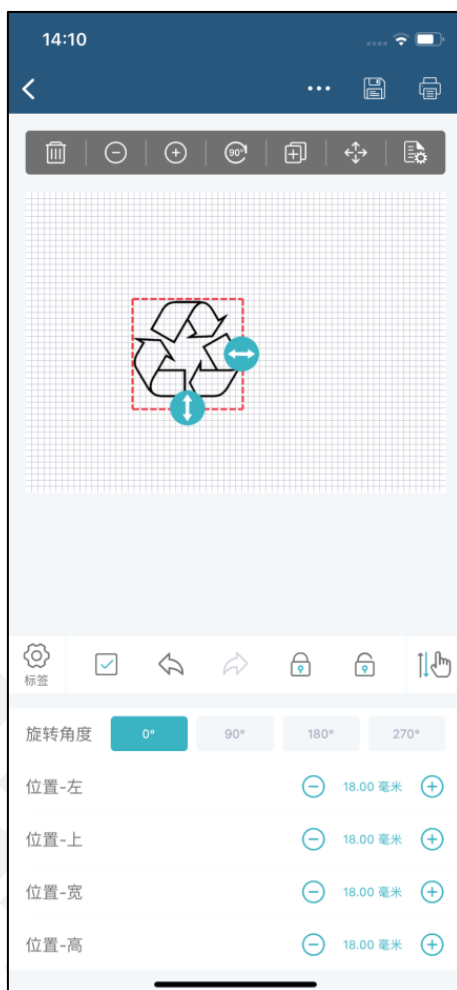 14:10
90°
标签
旋转角度 0° 90° 180° 270°
位置-左 18.00 毫米
位置-上 18.00 毫米
位置-宽 18.00 毫米
位置-高 18.00 毫米